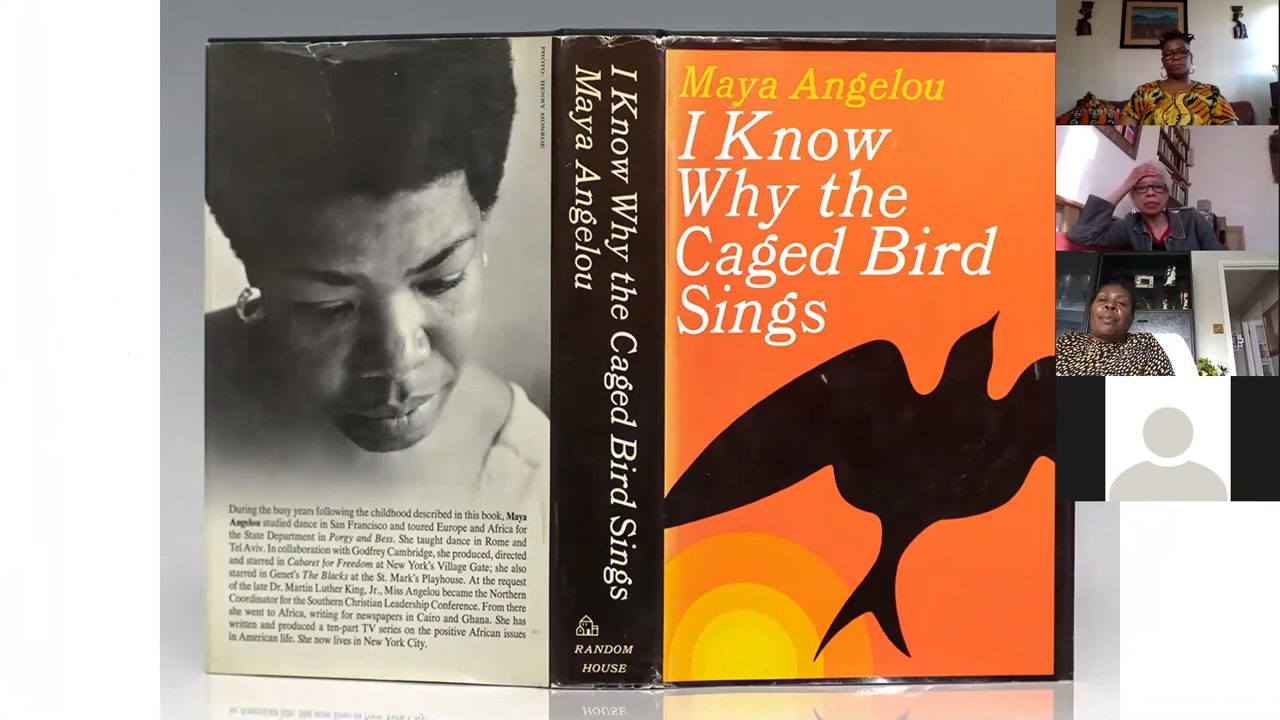 PHOTO: HENRY MONROE
During the busy years following the childhood described in this book, Maya
Angelou studied dance in San Francisco and toured Europe and Africa for
the State Department in Porgy and Bess. She taught dance in Rome and
Tel Aviv. In collaboration with Godfrey Cambridge, she produced, directed
and starred in Cabaret for Freedom at New York's Village Gate; she also
starred in Genet's The Blacks at the St. Mark's Playhouse. At the request
of the late Dr. Martin Luther King, Jr., Miss Angelou became the Northern
Coordinator for the Southern Christian Leadership Conference. From there
she went to Africa, writing for newspapers in Cairo and Ghana. She has
written and produced a ten-part TV series on the positive African issues
in American life. She now lives in New York City.
I Know Why the Caged Bird Sings
Maya Angelou
RANDOM
HOUSE
Maya Angelou
I Know
Why the
Caged Bird
Sings